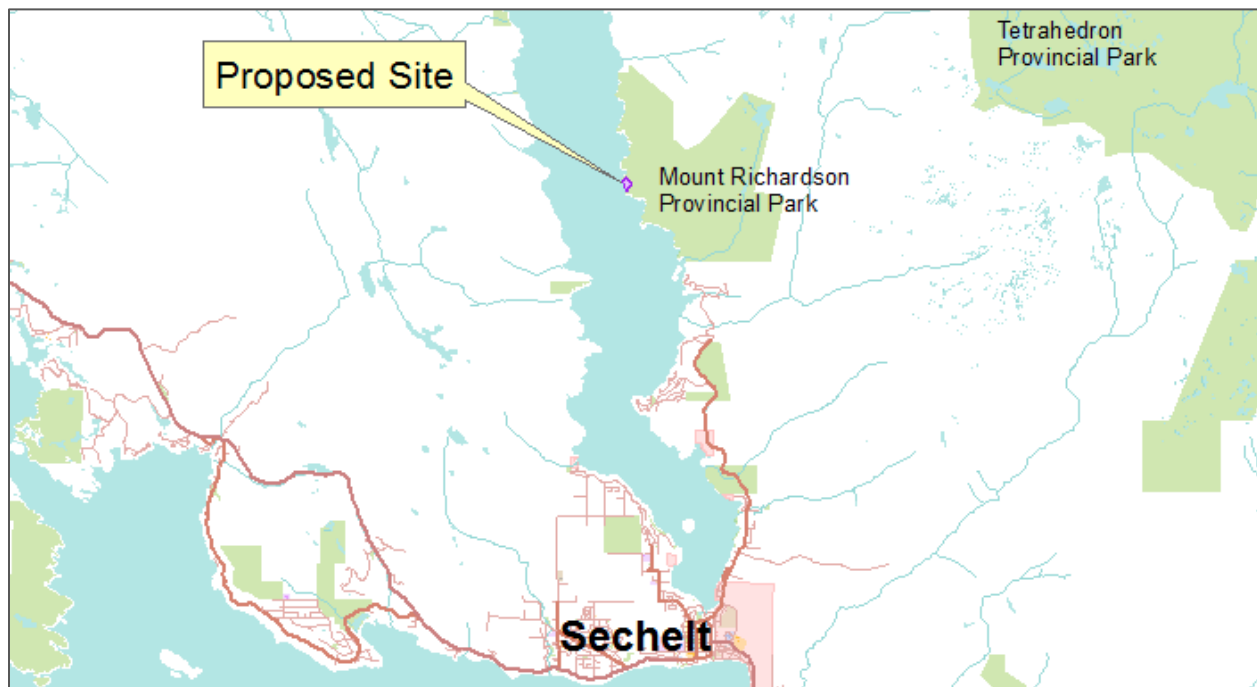 Tetrahedron
Provincial Park
Proposed Site
Mount Richardson
Provincial Park
Sechelt